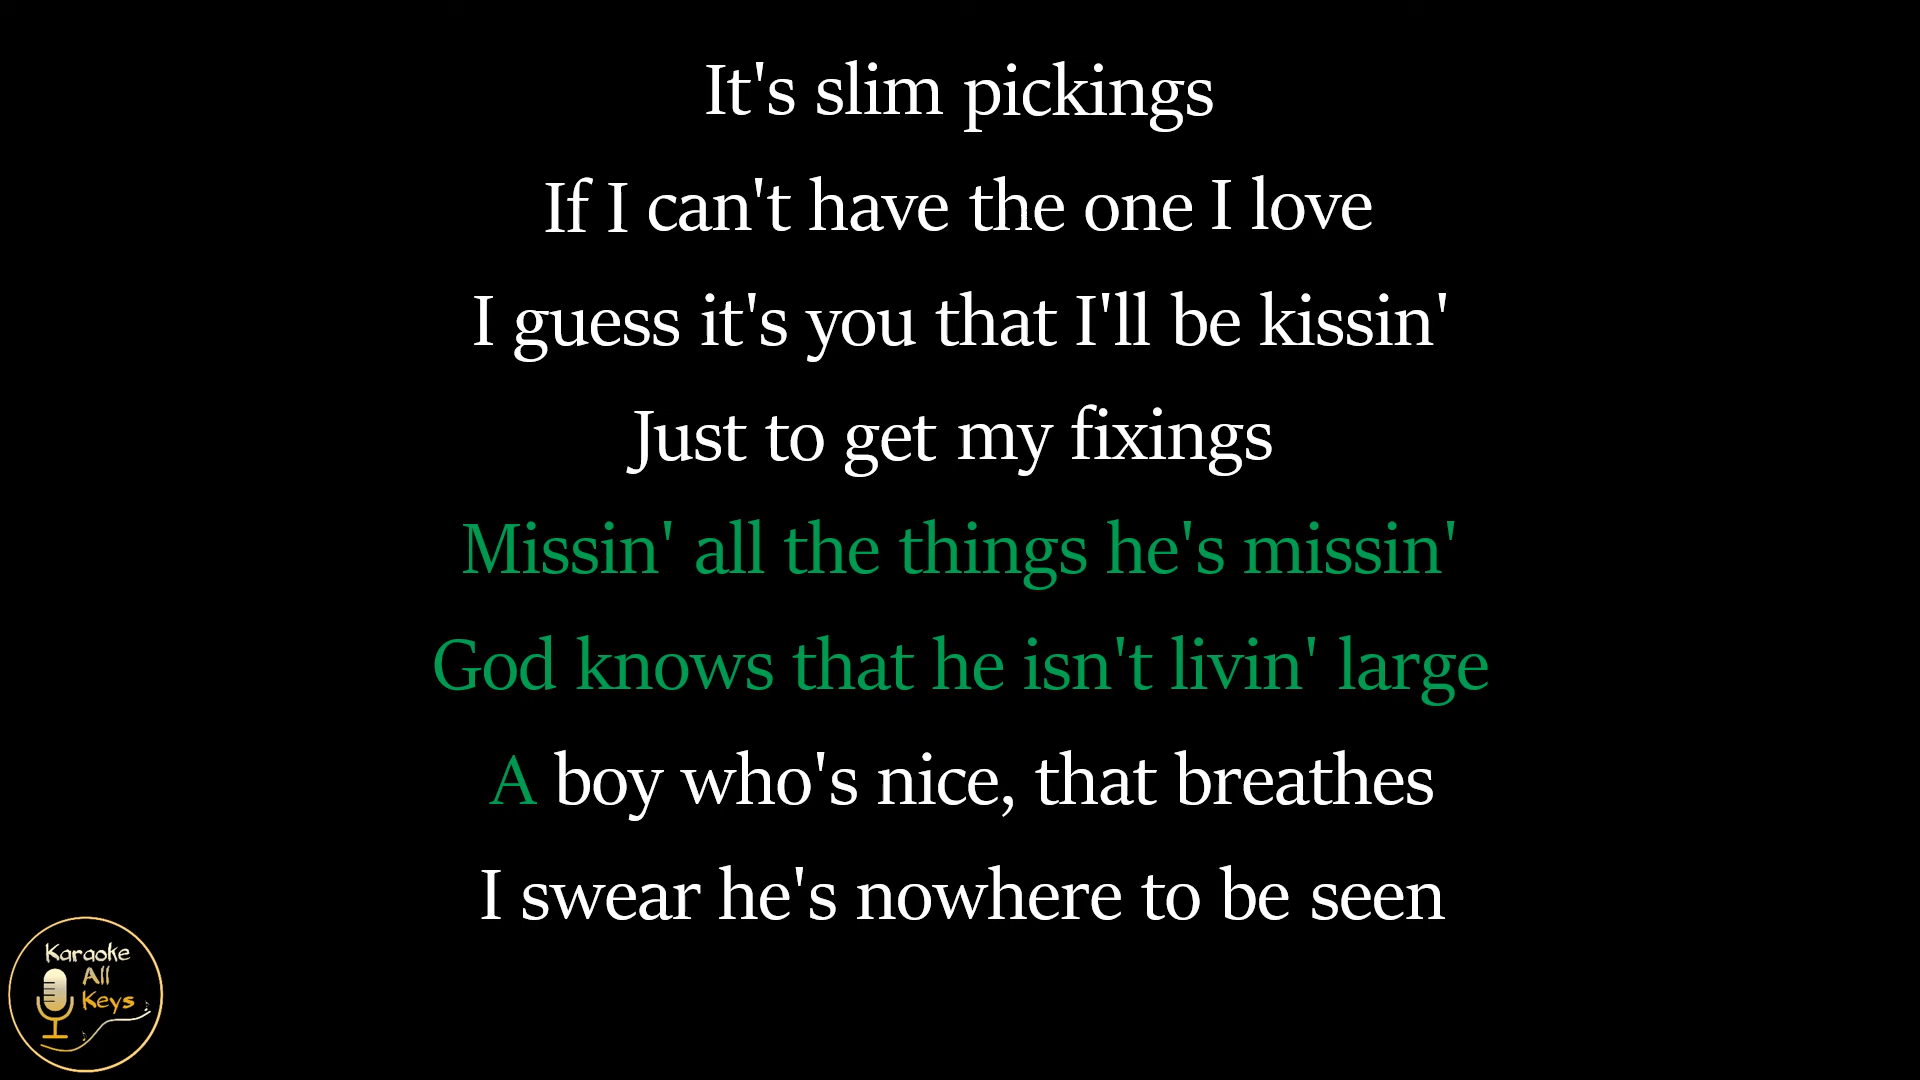 It's slim pickings
If I can't have the one I love
I guess it's you that I'll be kissin'
Just to get my fixings
Missin' all the things he's missin'
God knows that he isn't livin' large
A boy who's nice, that breathes
I swear he's nowhere to be seen
Karaoke
All
Keys